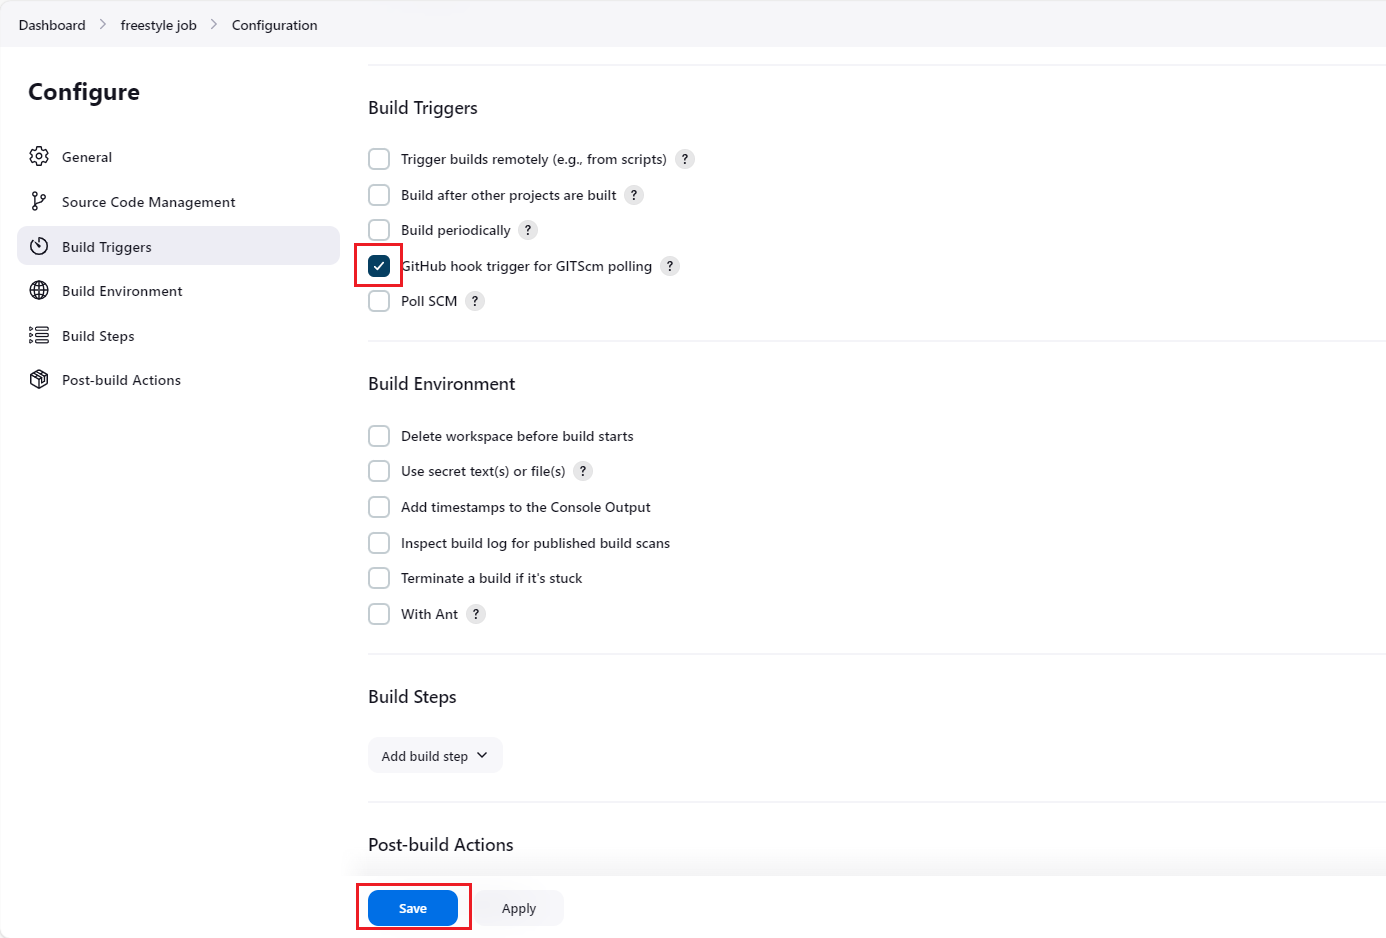 Dashboard > freestyle job > Configuration
Configure
General
Source Code Management
Build Triggers
Build Environment
Build Steps
Post-build Actions
Build Triggers
Trigger builds remotely (e.g., from scripts) ?
Build after other projects are built ?
Build periodically ?
GitHub hook trigger for GITScm polling ?
Poll SCM ?
Build Environment
Delete workspace before build starts
Use secret text(s) or file(s) ?
Add timestamps to the Console Output
Inspect build log for published build scans
Terminate a build if it's stuck
With Ant ?
Build Steps
Add build step
Post-build Actions
Save Apply